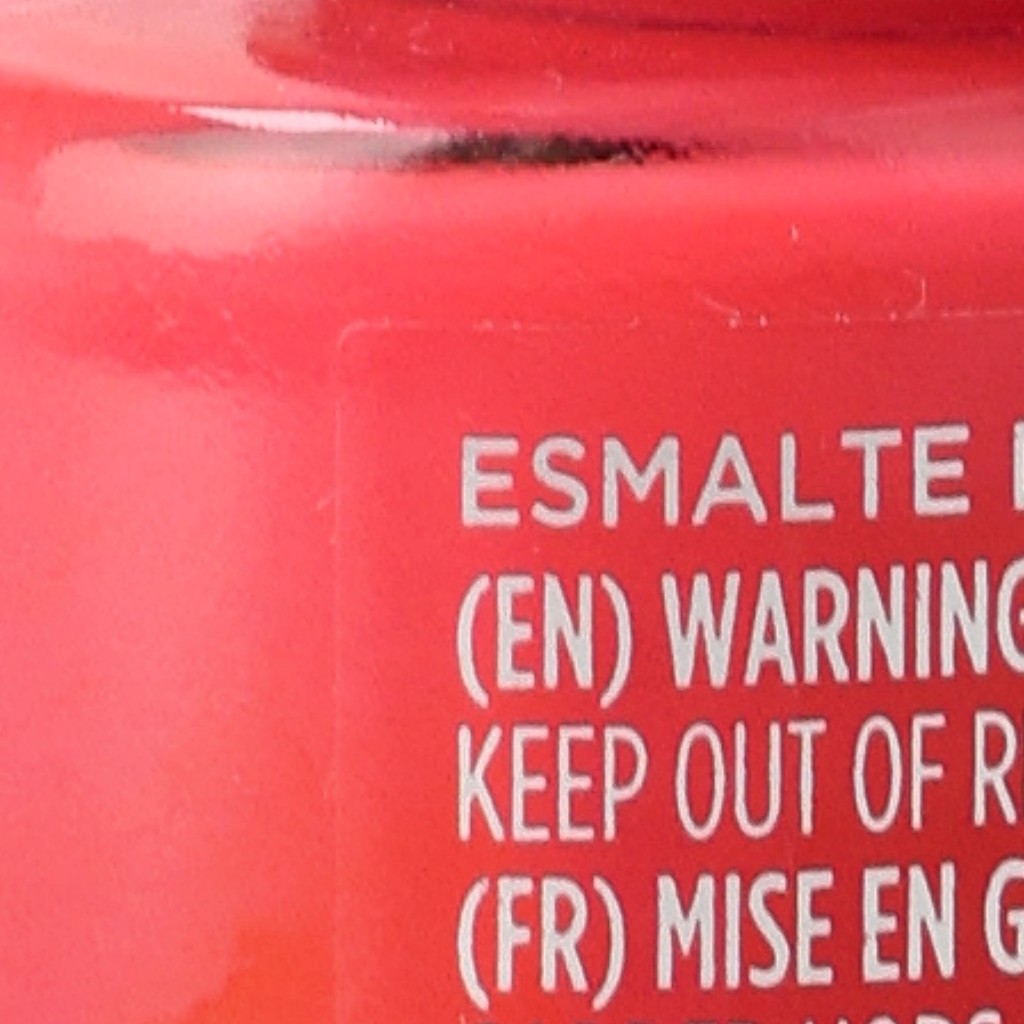 ESMALTE
(EN) WARNING
KEEP OUT OF
(FR) MISE EN